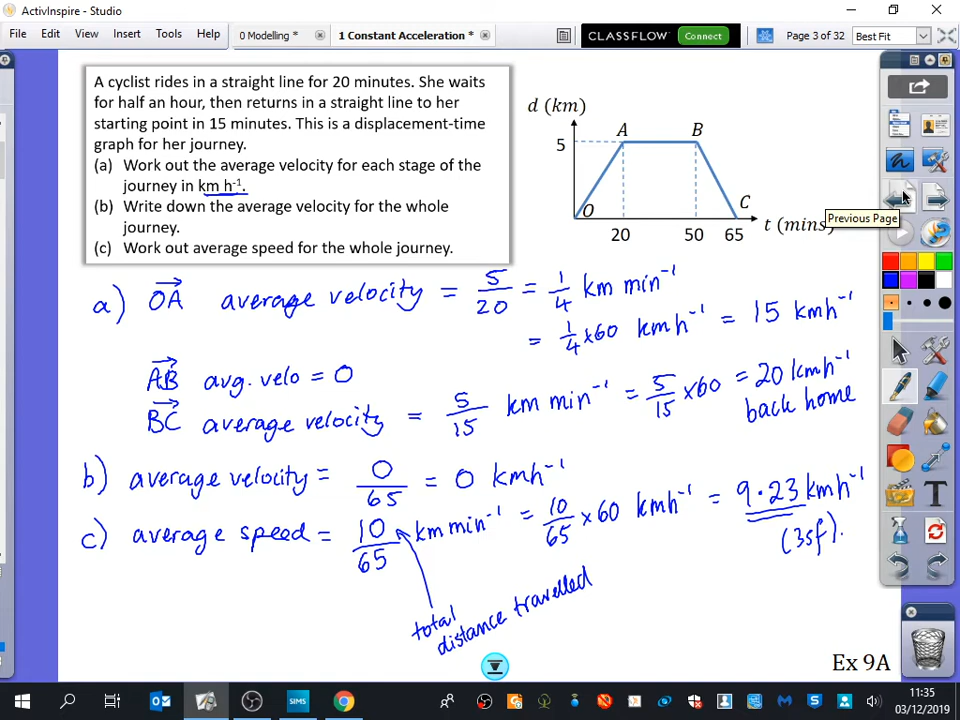 ActivInspire - Studio
File Edit View Insert Tools Help
0 Modelling *
1 Constant Acceleration *
CLASSFLOW Connect
Page 3 of 32
Best Fit
A cyclist rides in a straight line for 20 minutes. She waits
for half an hour, then returns in a straight line to her
starting point in 15 minutes. This is a displacement-time
graph for her journey.
(a) Work out the average velocity for each stage of the
journey in km h⁻¹.
(b) Write down the average velocity for the whole
journey.
(c) Work out average speed for the whole journey.
d (km)
A B
5
O C
t (mins)
20 50 65
Previous Page
a) OA average velocity = 5/20 = 1/4 km min⁻¹
= 1/4 x60 kmh⁻¹ = 15 kmh⁻¹
AB avg. velo = 0
BC average velocity = 5/15 km min⁻¹ = 5/15 x60 = 20 kmh⁻¹
back home
b) average velocity = 0/65 = 0 kmh⁻¹
c) average speed = 10/65 km min⁻¹ = 10/65 x 60 kmh⁻¹ = 9.23 kmh⁻¹
(3sf).
total
distance travelled
Ex 9A
SIMS
11:35
03/12/2019